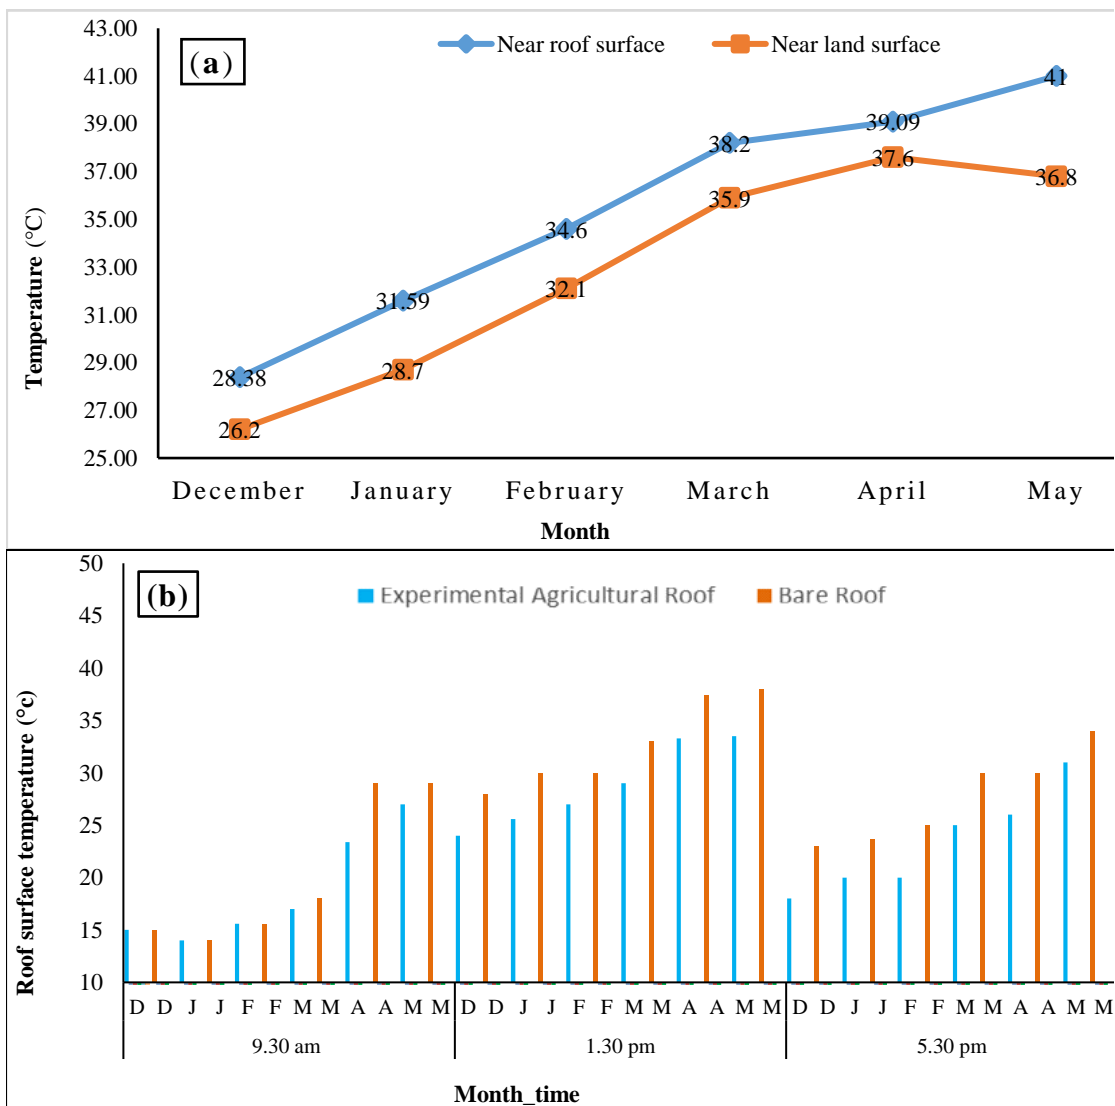 (a)
Near roof surface Near land surface
43.00
41.00
39.00
37.00
35.00
33.00
31.00
29.00
27.00
25.00
Temperature (°C)
28.38
31.59
34.6
38.2
39.09
41
26.2
28.7
32.1
35.9
37.6
36.8
December January February March April May
Month
(b)
Experimental Agricultural Roof Bare Roof
50
45
40
35
30
25
20
15
10
Roof surface temperature (°c)
D D J J F F M M A A M M D D J J F F M M A A M M D D J J F F M M A A M M
9.30 am 1.30 pm 5.30 pm
Month_time